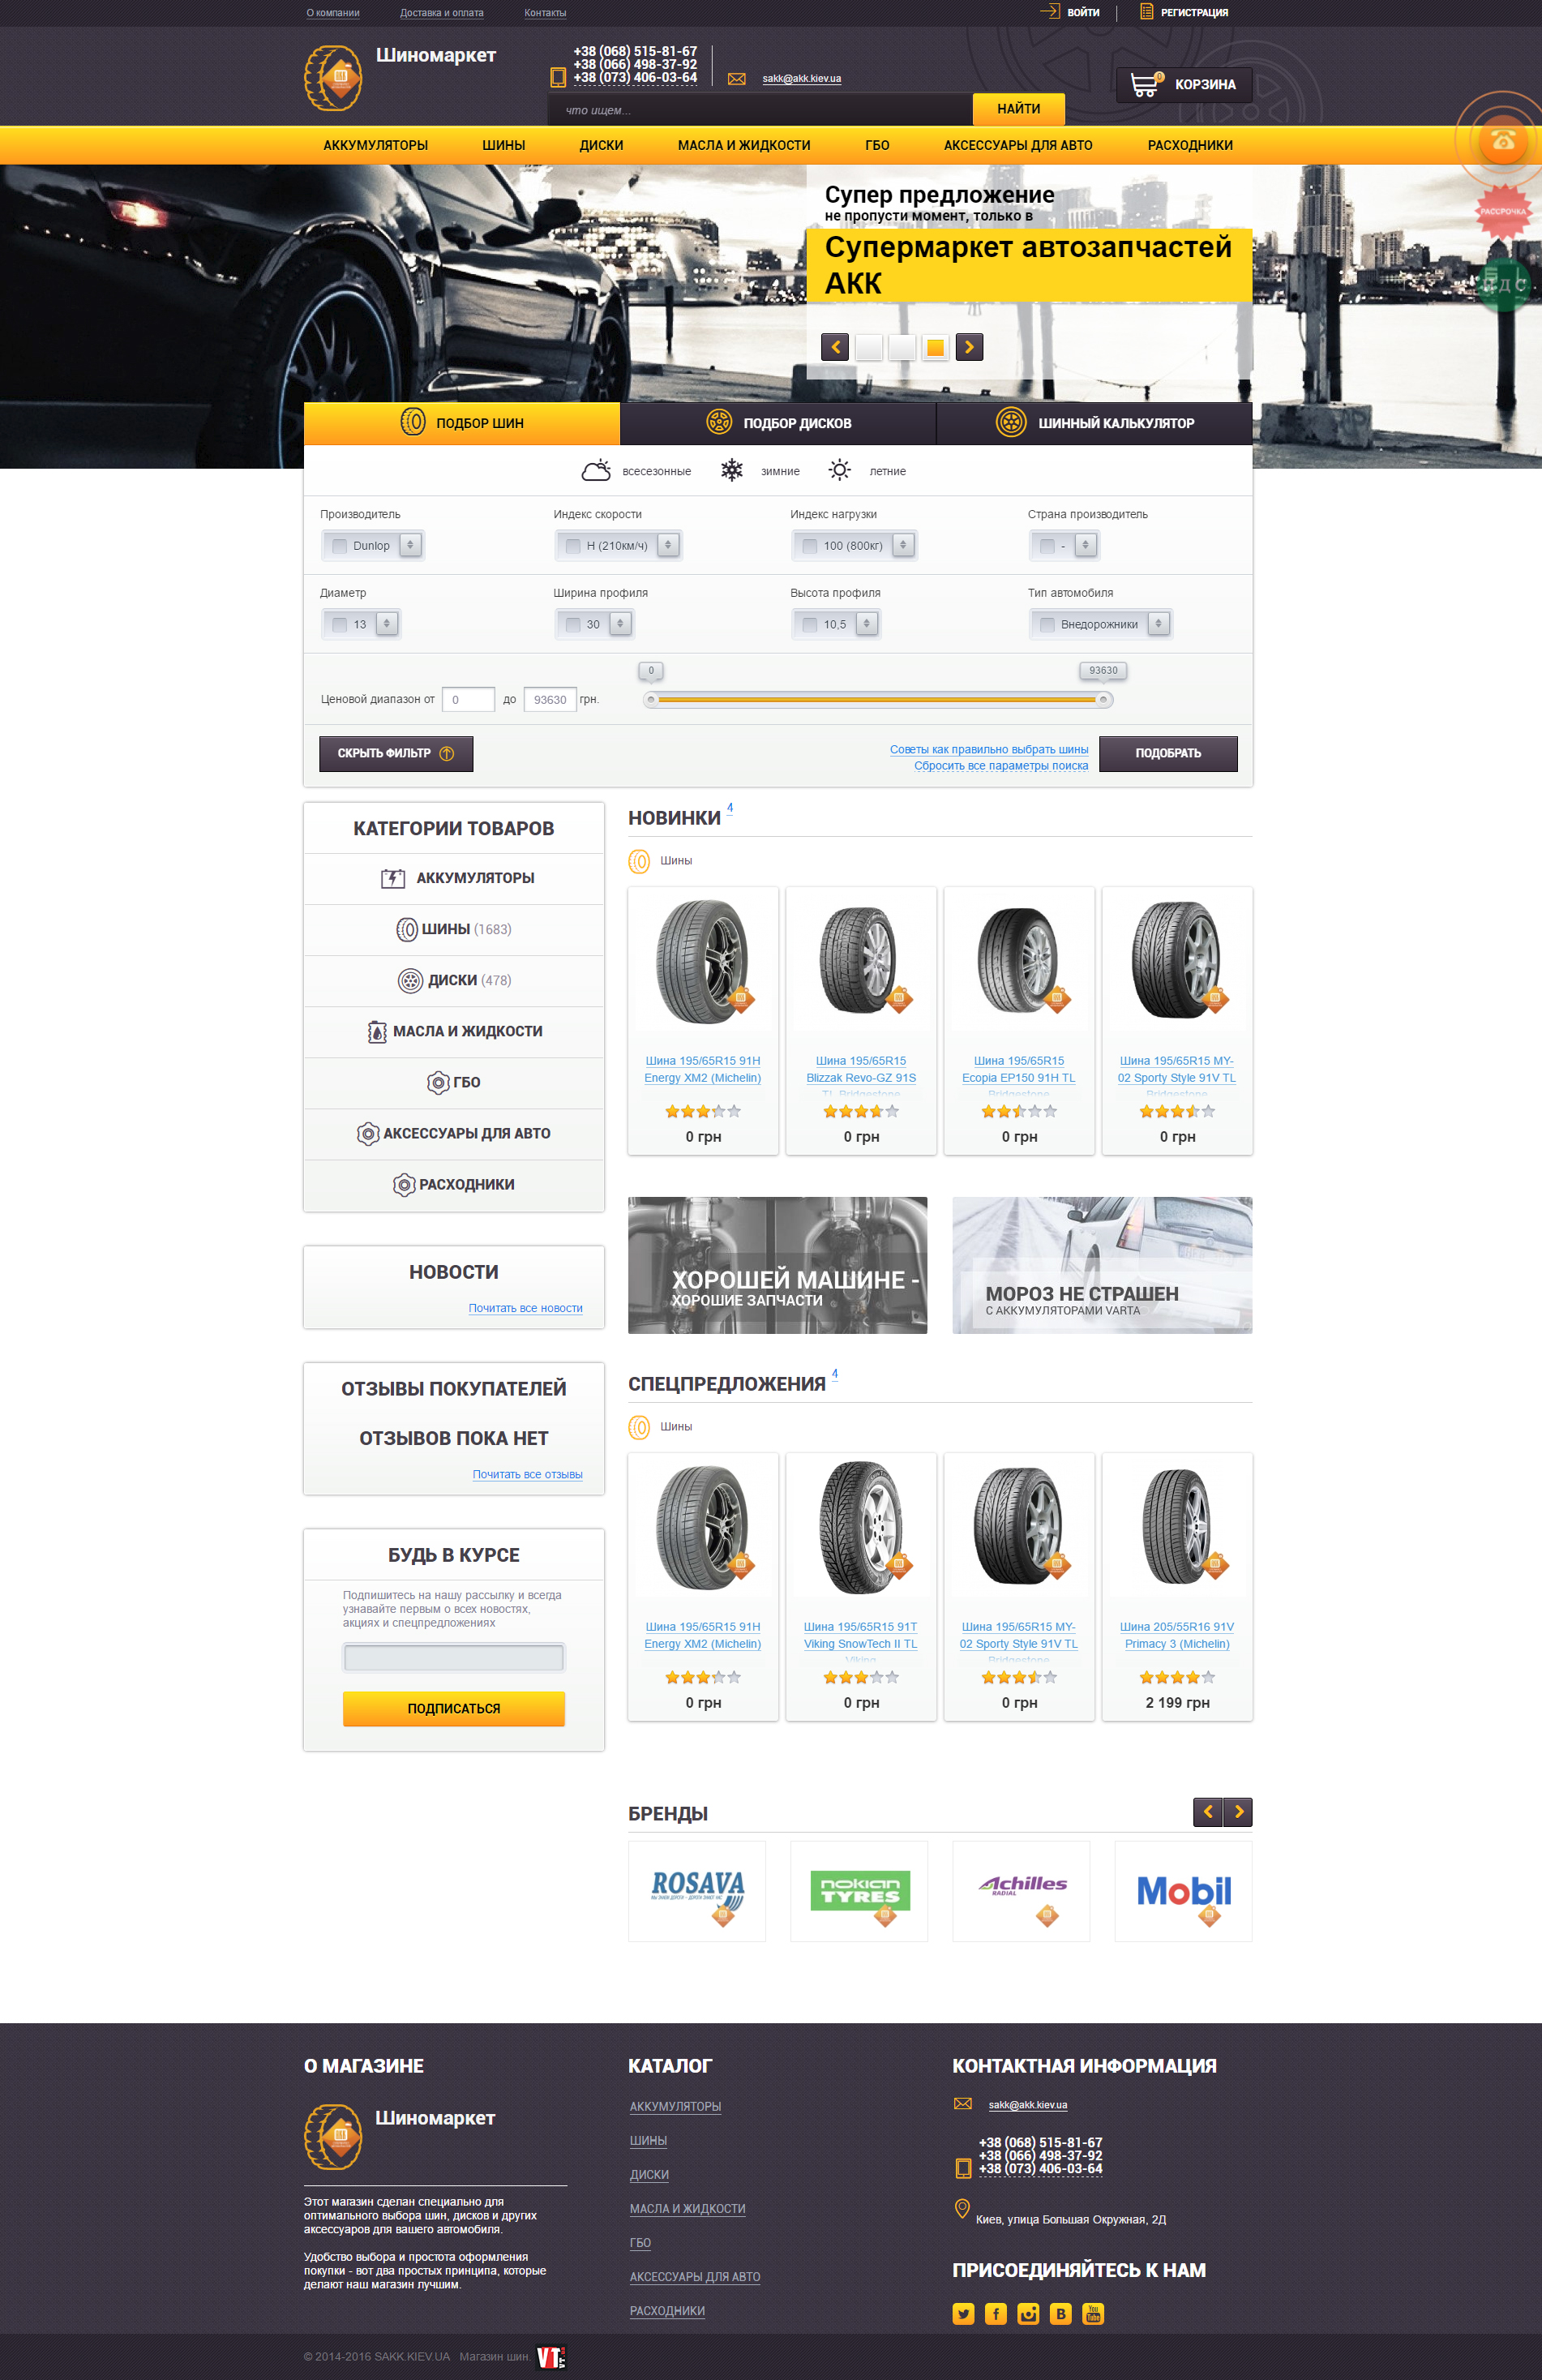 О компании
Доставка и оплата
Контакты
ВОЙТИ
РЕГИСТРАЦИЯ
Шиномаркет
+38 (068) 515-81-67
+38 (066) 498-37-92
+38 (073) 406-03-64
sakk@akk.kiev.ua
0
КОРЗИНА
что ищем...
НАЙТИ
АККУМУЛЯТОРЫ
ШИНЫ
ДИСКИ
МАСЛА И ЖИДКОСТИ
ГБО
АКСЕССУАРЫ ДЛЯ АВТО
РАСХОДНИКИ
РАССРОЧКА
Супер предложение
не пропусти момент, только в
Супермаркет автозапчастей
АКК
ПОДБОР ШИН
ПОДБОР ДИСКОВ
ШИННЫЙ КАЛЬКУЛЯТОР
всесезонные
зимние
летние
Производитель
Индекс скорости
Индекс нагрузки
Страна производитель
Dunlop
H (210км/ч)
100 (800кг)
-
Диаметр
Ширина профиля
Высота профиля
Тип автомобиля
13
30
10,5
Внедорожники
0
93630
Ценовой диапазон от 0 до 93630 грн.
СКРЫТЬ ФИЛЬТР
Советы как правильно выбрать шины
Сбросить все параметры поиска
ПОДОБРАТЬ
КАТЕГОРИИ ТОВАРОВ
АККУМУЛЯТОРЫ
ШИНЫ (1683)
ДИСКИ (478)
МАСЛА И ЖИДКОСТИ
ГБО
АКСЕССУАРЫ ДЛЯ АВТО
РАСХОДНИКИ
НОВОСТИ
Почитать все новости
ОТЗЫВЫ ПОКУПАТЕЛЕЙ
ОТЗЫВОВ ПОКА НЕТ
Почитать все отзывы
БУДЬ В КУРСЕ
Подпишитесь на нашу рассылку и всегда
узнавайте первым о всех новостях,
акциях и спецпредложениях
ПОДПИСАТЬСЯ
НОВИНКИ 4
Шины
Шина 195/65R15 91H
Energy XM2 (Michelin)
0 грн
Шина 195/65R15
Blizzak Revo-GZ 91S
TL Bridgestone
0 грн
Шина 195/65R15
Ecopia EP150 91H TL
Bridgestone
0 грн
Шина 195/65R15 MY-
02 Sporty Style 91V TL
Bridgestone
0 грн
ХОРОШЕЙ МАШИНЕ -
ХОРОШИЕ ЗАПЧАСТИ
МОРОЗ НЕ СТРАШЕН
С АККУМУЛЯТОРАМИ VARTA
СПЕЦПРЕДЛОЖЕНИЯ 4
Шины
Шина 195/65R15 91H
Energy XM2 (Michelin)
0 грн
Шина 195/65R15 91T
Viking SnowTech II TL
Viking
0 грн
Шина 195/65R15 MY-
02 Sporty Style 91V TL
Bridgestone
0 грн
Шина 205/55R16 91V
Primacy 3 (Michelin)
2 199 грн
БРЕНДЫ
ROSAVA
NOKIAN
TYRES
Achilles
RADIAL
Mobil
О МАГАЗИНЕ
Шиномаркет
Этот магазин сделан специально для
оптимального выбора шин, дисков и других
аксессуаров для вашего автомобиля.
Удобство выбора и простота оформления
покупки - вот два простых принципа, которые
делают наш магазин лучшим.
КАТАЛОГ
АККУМУЛЯТОРЫ
ШИНЫ
ДИСКИ
МАСЛА И ЖИДКОСТИ
ГБО
АКСЕССУАРЫ ДЛЯ АВТО
РАСХОДНИКИ
КОНТАКТНАЯ ИНФОРМАЦИЯ
sakk@akk.kiev.ua
+38 (068) 515-81-67
+38 (066) 498-37-92
+38 (073) 406-03-64
Киев, улица Большая Окружная, 2Д
ПРИСОЕДИНЯЙТЕСЬ К НАМ
You
Tube
© 2014-2016 SAKK.KIEV.UA Магазин шин.
VT